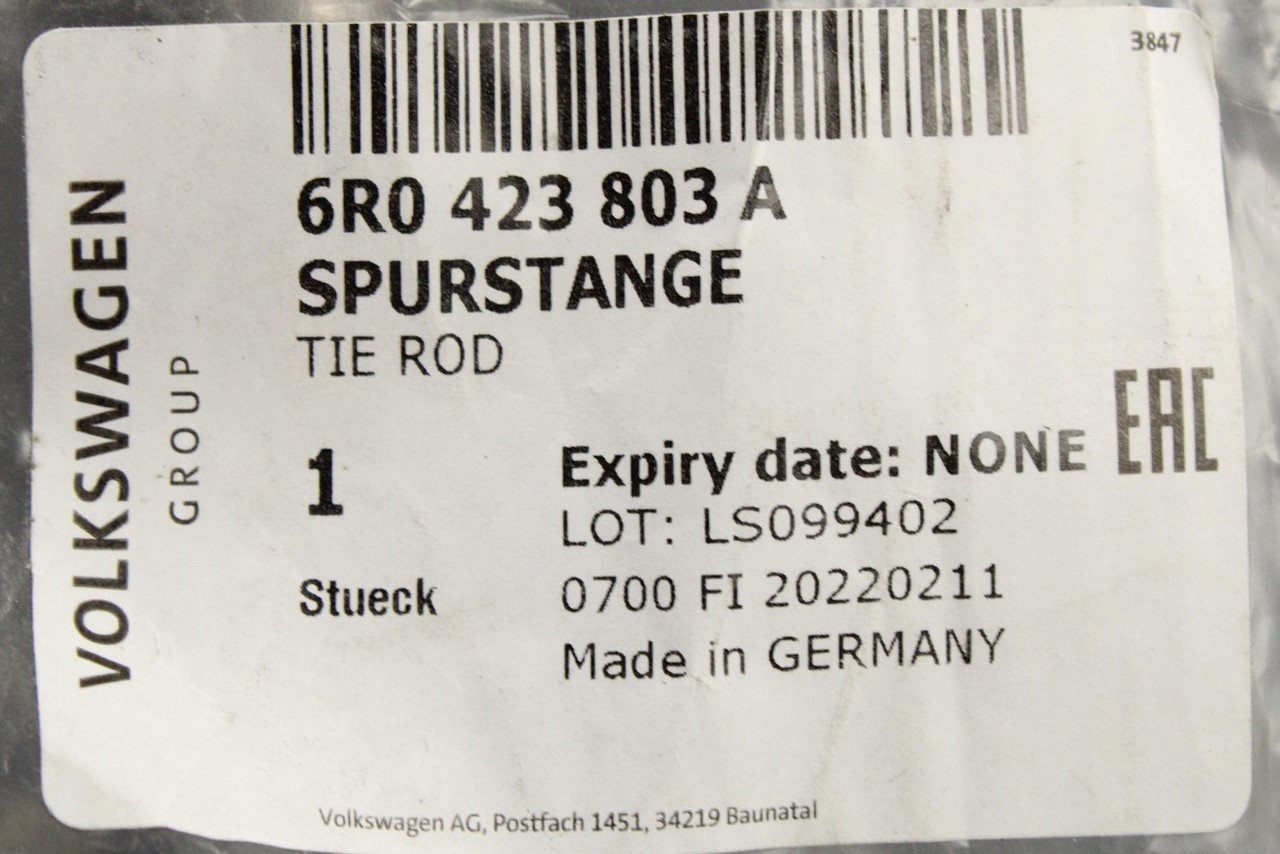 3847
6R0 423 803 A
SPURSTANGE
TIE ROD
VOLKSWAGEN
GROUP
1
Stueck
Expiry date: NONE
EAC
LOT: LS099402
0700 FI 20220211
Made in GERMANY
Volkswagen AG, Postfach 1451, 34219 Baunatal